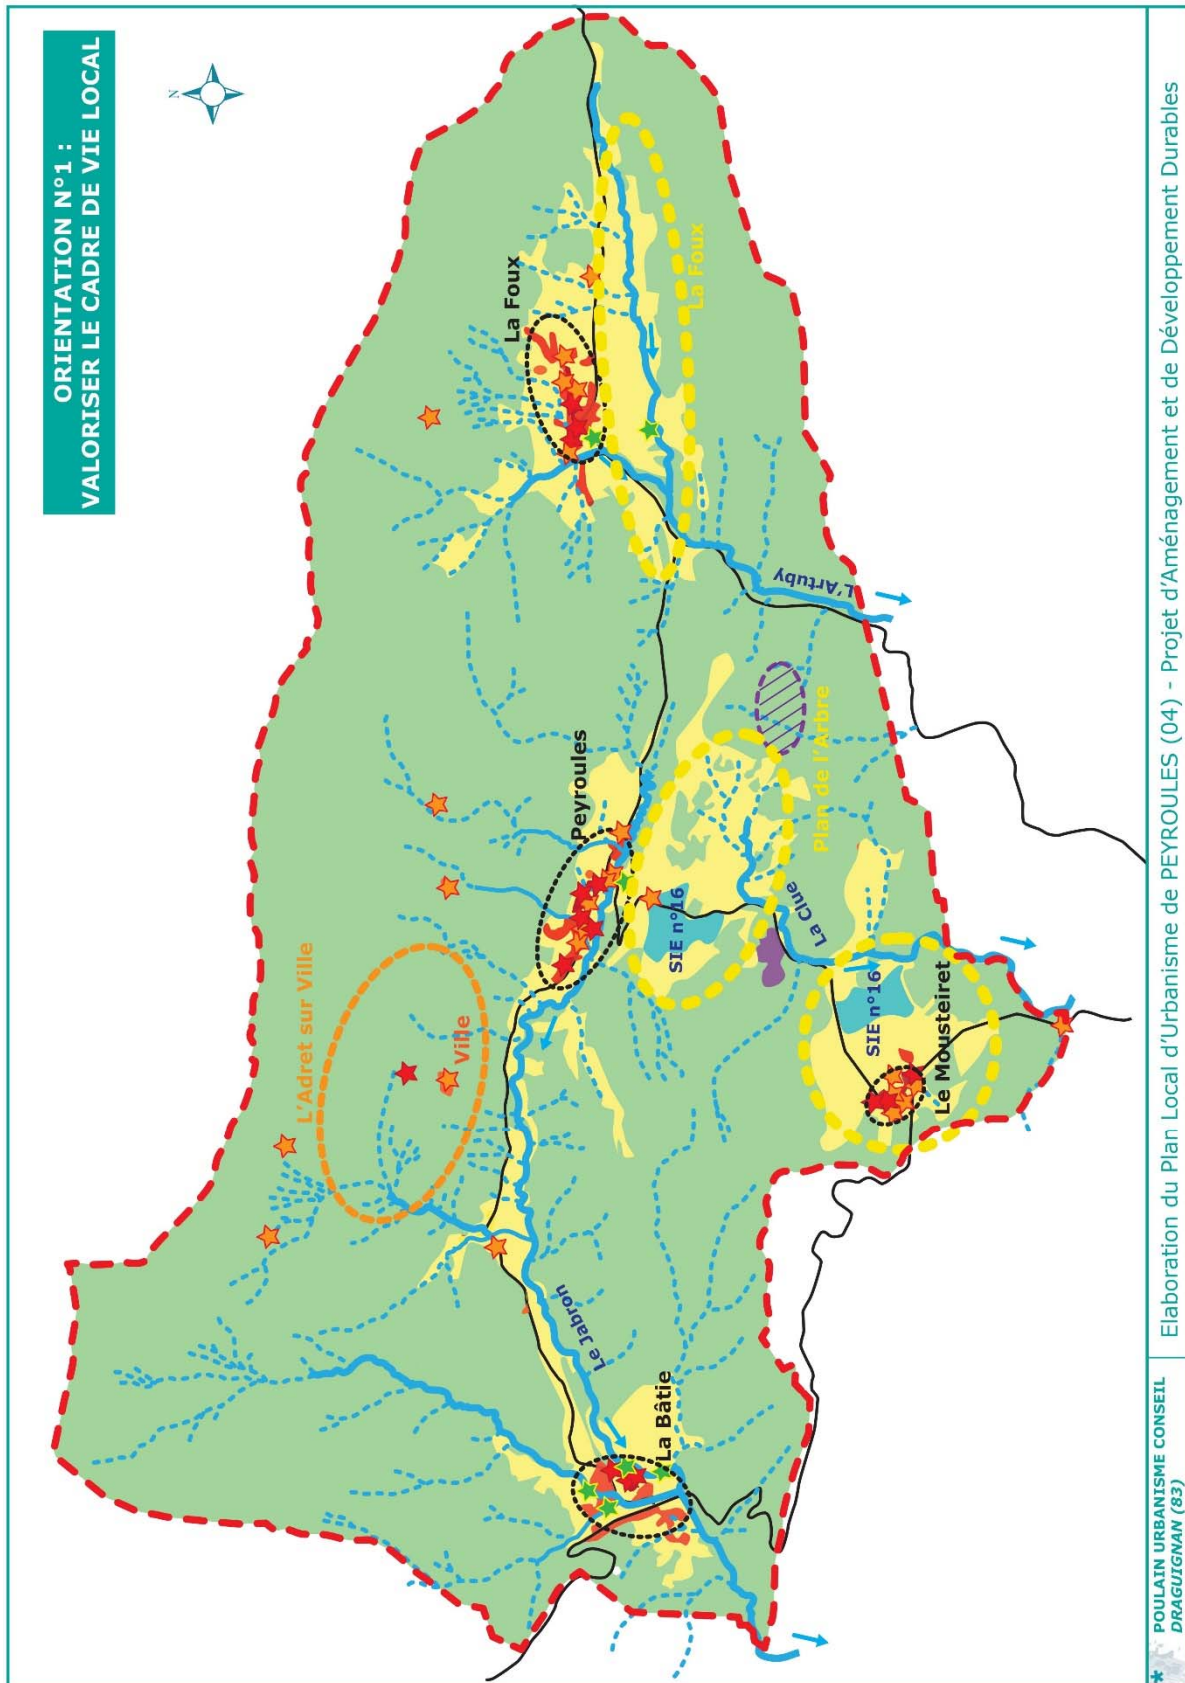 ORIENTATION N°1 :
VALORISER LE CADRE DE VIE LOCAL
N
L'Adret sur Ville
Ville
La Foux
La Foux
Peyroules
Le Jabron
La Bâtie
SIE n°16
Plan de l'Arbre
L'Artuby
La Clue
SIE n°16
Le Mousteiret
* POULAIN URBANISME CONSEIL
DRAGUIGNAN (83)
Elaboration du Plan Local d'Urbanisme de PEYROULES (04) - Projet d'Aménagement et de Développement Durables